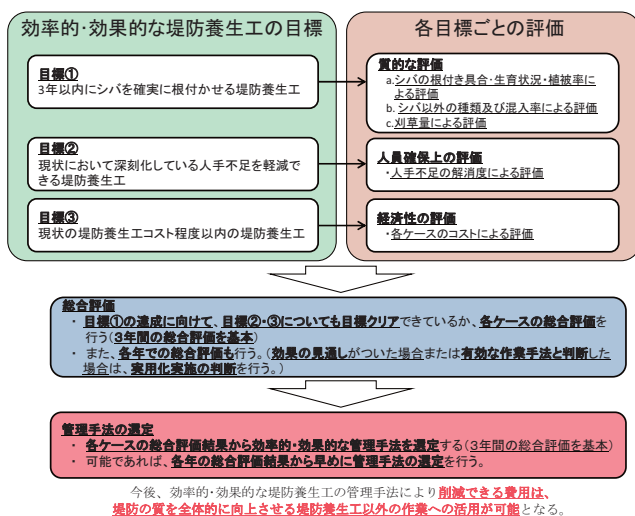 効率的・効果的な堤防養生工の目標
目標①
3年以内にシバを確実に根付かせる堤防養生工
目標②
現状において深刻化している人手不足を軽減で
きる堤防養生工
目標③
現状の堤防養生工コスト程度以内の堤防養生工
各目標ごとの評価
質的な評価
a.シバの根付き具合・生育状況・植被率に
よる評価
b. シバ以外の種類及び混入率による評価
c.刈草量による評価
人員確保上の評価
・人手不足の解消度による評価
経済性の評価
・各ケースのコストによる評価
総合評価
・ 目標①の達成に向けて、目標②・③についても目標クリアできているか、各ケースの総合評価を
行う(3年間の総合評価を基本)
・ また、各年での総合評価も行う。(効果の見通しがついた場合または有効な作業手法と判断した
場合は、実用化実施の判断を行う。)
管理手法の選定
・ 各ケースの総合評価結果から効率的・効果的な管理手法を選定する(3年間の総合評価を基本)
・ 可能であれば、各年の総合評価結果から早めに管理手法の選定を行う。
今後、効率的・効果的な堤防養生工の管理手法により削減できる費用は、
堤防の質を全体的に向上させる堤防養生工以外の作業への活用が可能となる。